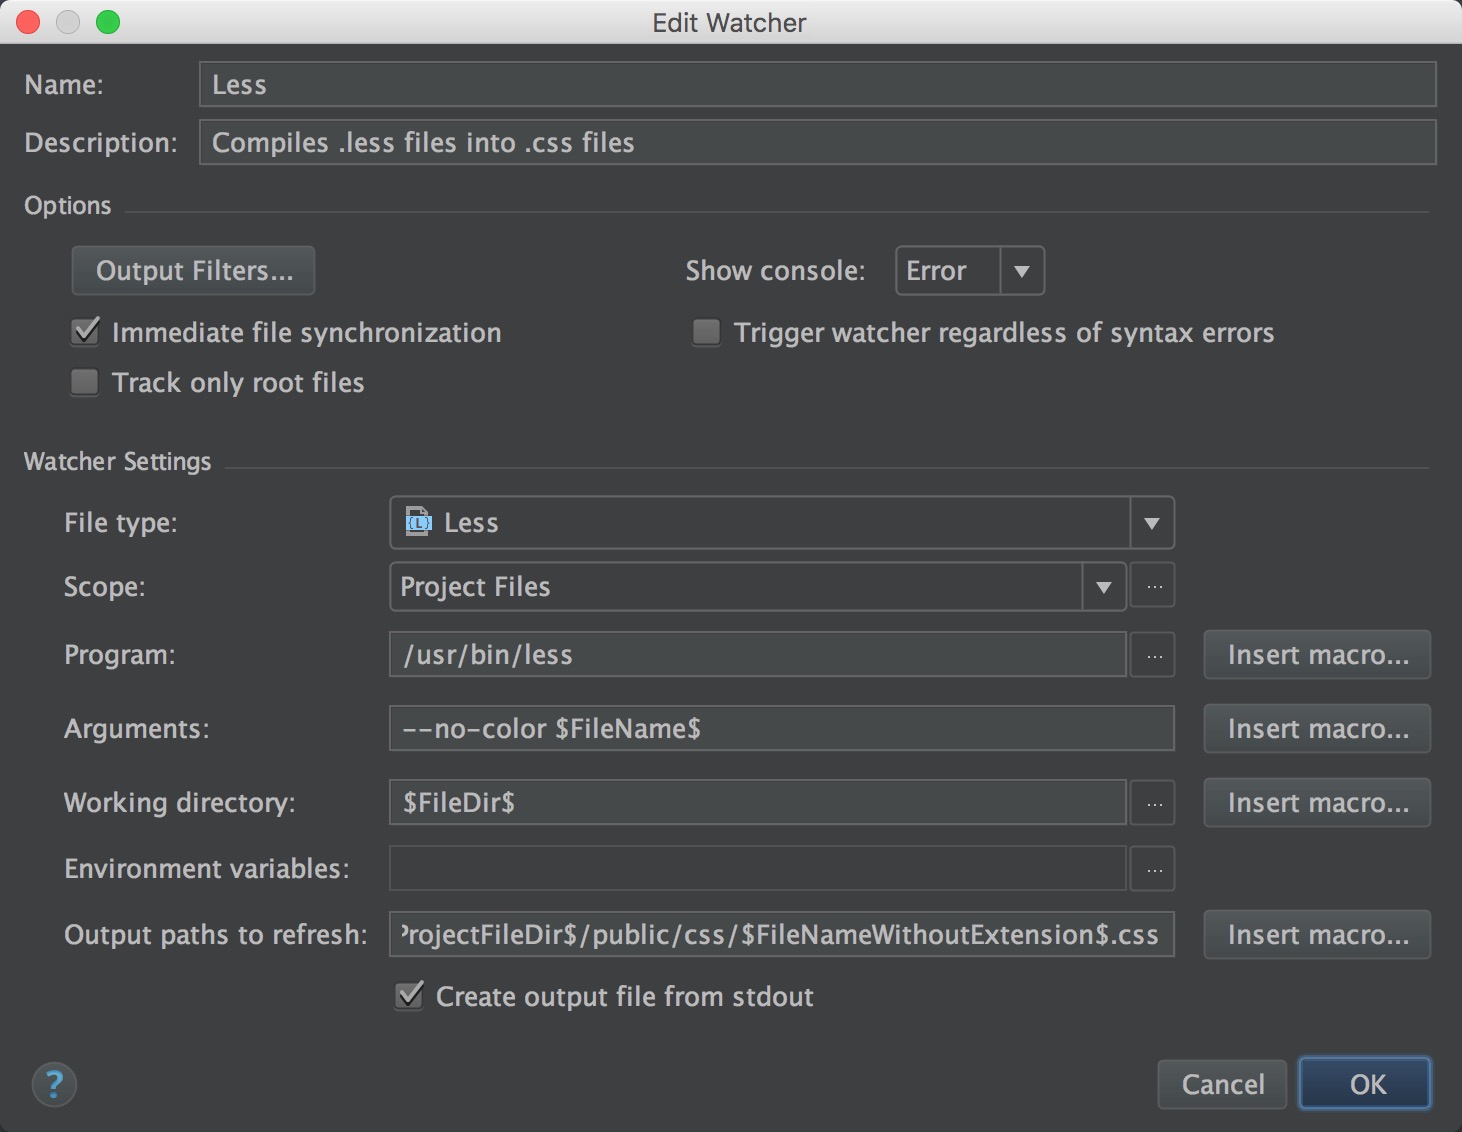 Edit Watcher
Name: Less
Description: Compiles .less files into .css files
Options
Output Filters... Show console: Error
Immediate file synchronization Trigger watcher regardless of syntax errors
Track only root files
Watcher Settings
File type: {L} Less
Scope: Project Files ...
Program: /usr/bin/less ... Insert macro...
Arguments: --no-color $FileName$ Insert macro...
Working directory: $FileDir$ ... Insert macro...
Environment variables: ...
Output paths to refresh: ProjectFileDir$/public/css/$FileNameWithoutExtension$.css Insert macro...
Create output file from stdout
? Cancel OK